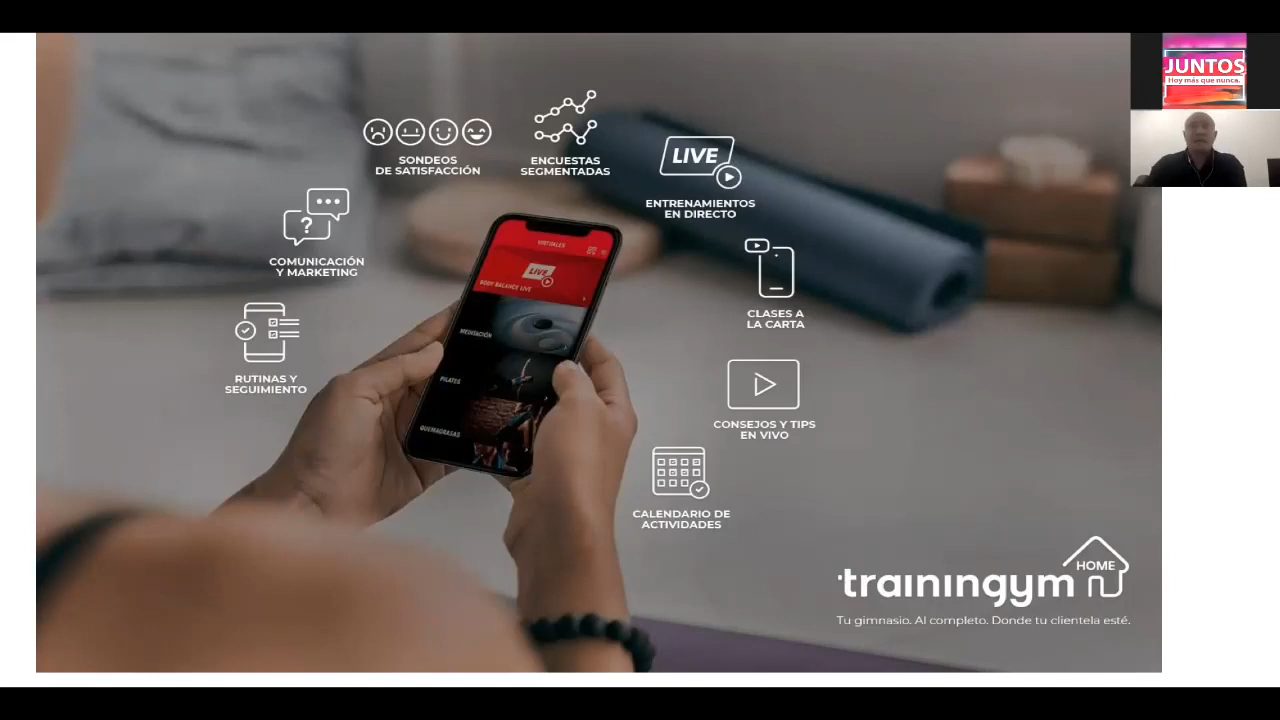 JUNTOS
Hoy más que nunca.
SONDEOS
DE SATISFACCIÓN
ENCUESTAS
SEGMENTADAS
LIVE
ENTRENAMIENTOS
EN DIRECTO
?
COMUNICACIÓN
Y MARKETING
VIRTUALES
LIVE
BODY BALANCE LIVE
MEDITACIÓN
PILATES
QUEMAGRASAS
CLASES A
LA CARTA
RUTINAS Y
SEGUIMIENTO
CONSEJOS Y TIPS
EN VIVO
CALENDARIO DE
ACTIVIDADES
HOME
trainingym
Tu gimnasio. Al completo. Donde tu clientela esté.